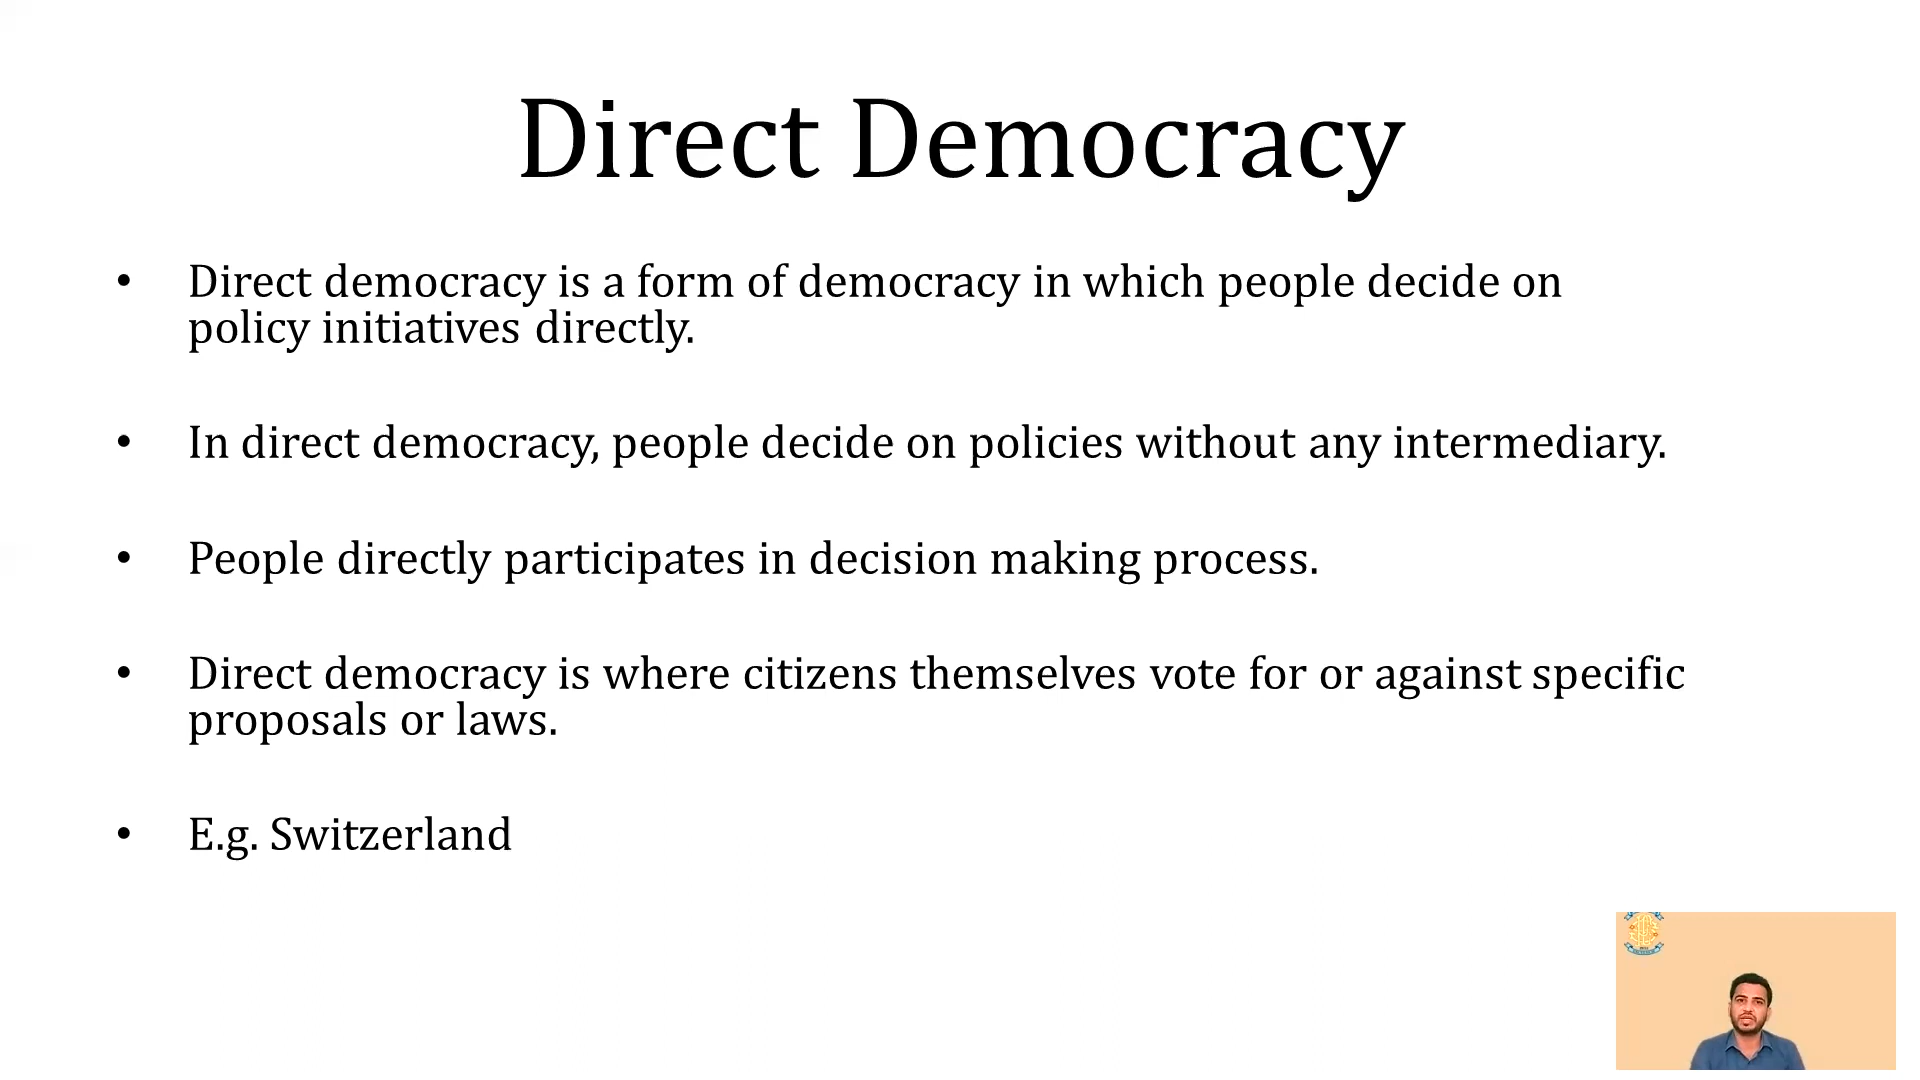 Direct Democracy
• Direct democracy is a form of democracy in which people decide on
policy initiatives directly.
• In direct democracy, people decide on policies without any intermediary.
• People directly participates in decision making process.
• Direct democracy is where citizens themselves vote for or against specific
proposals or laws.
• E.g. Switzerland